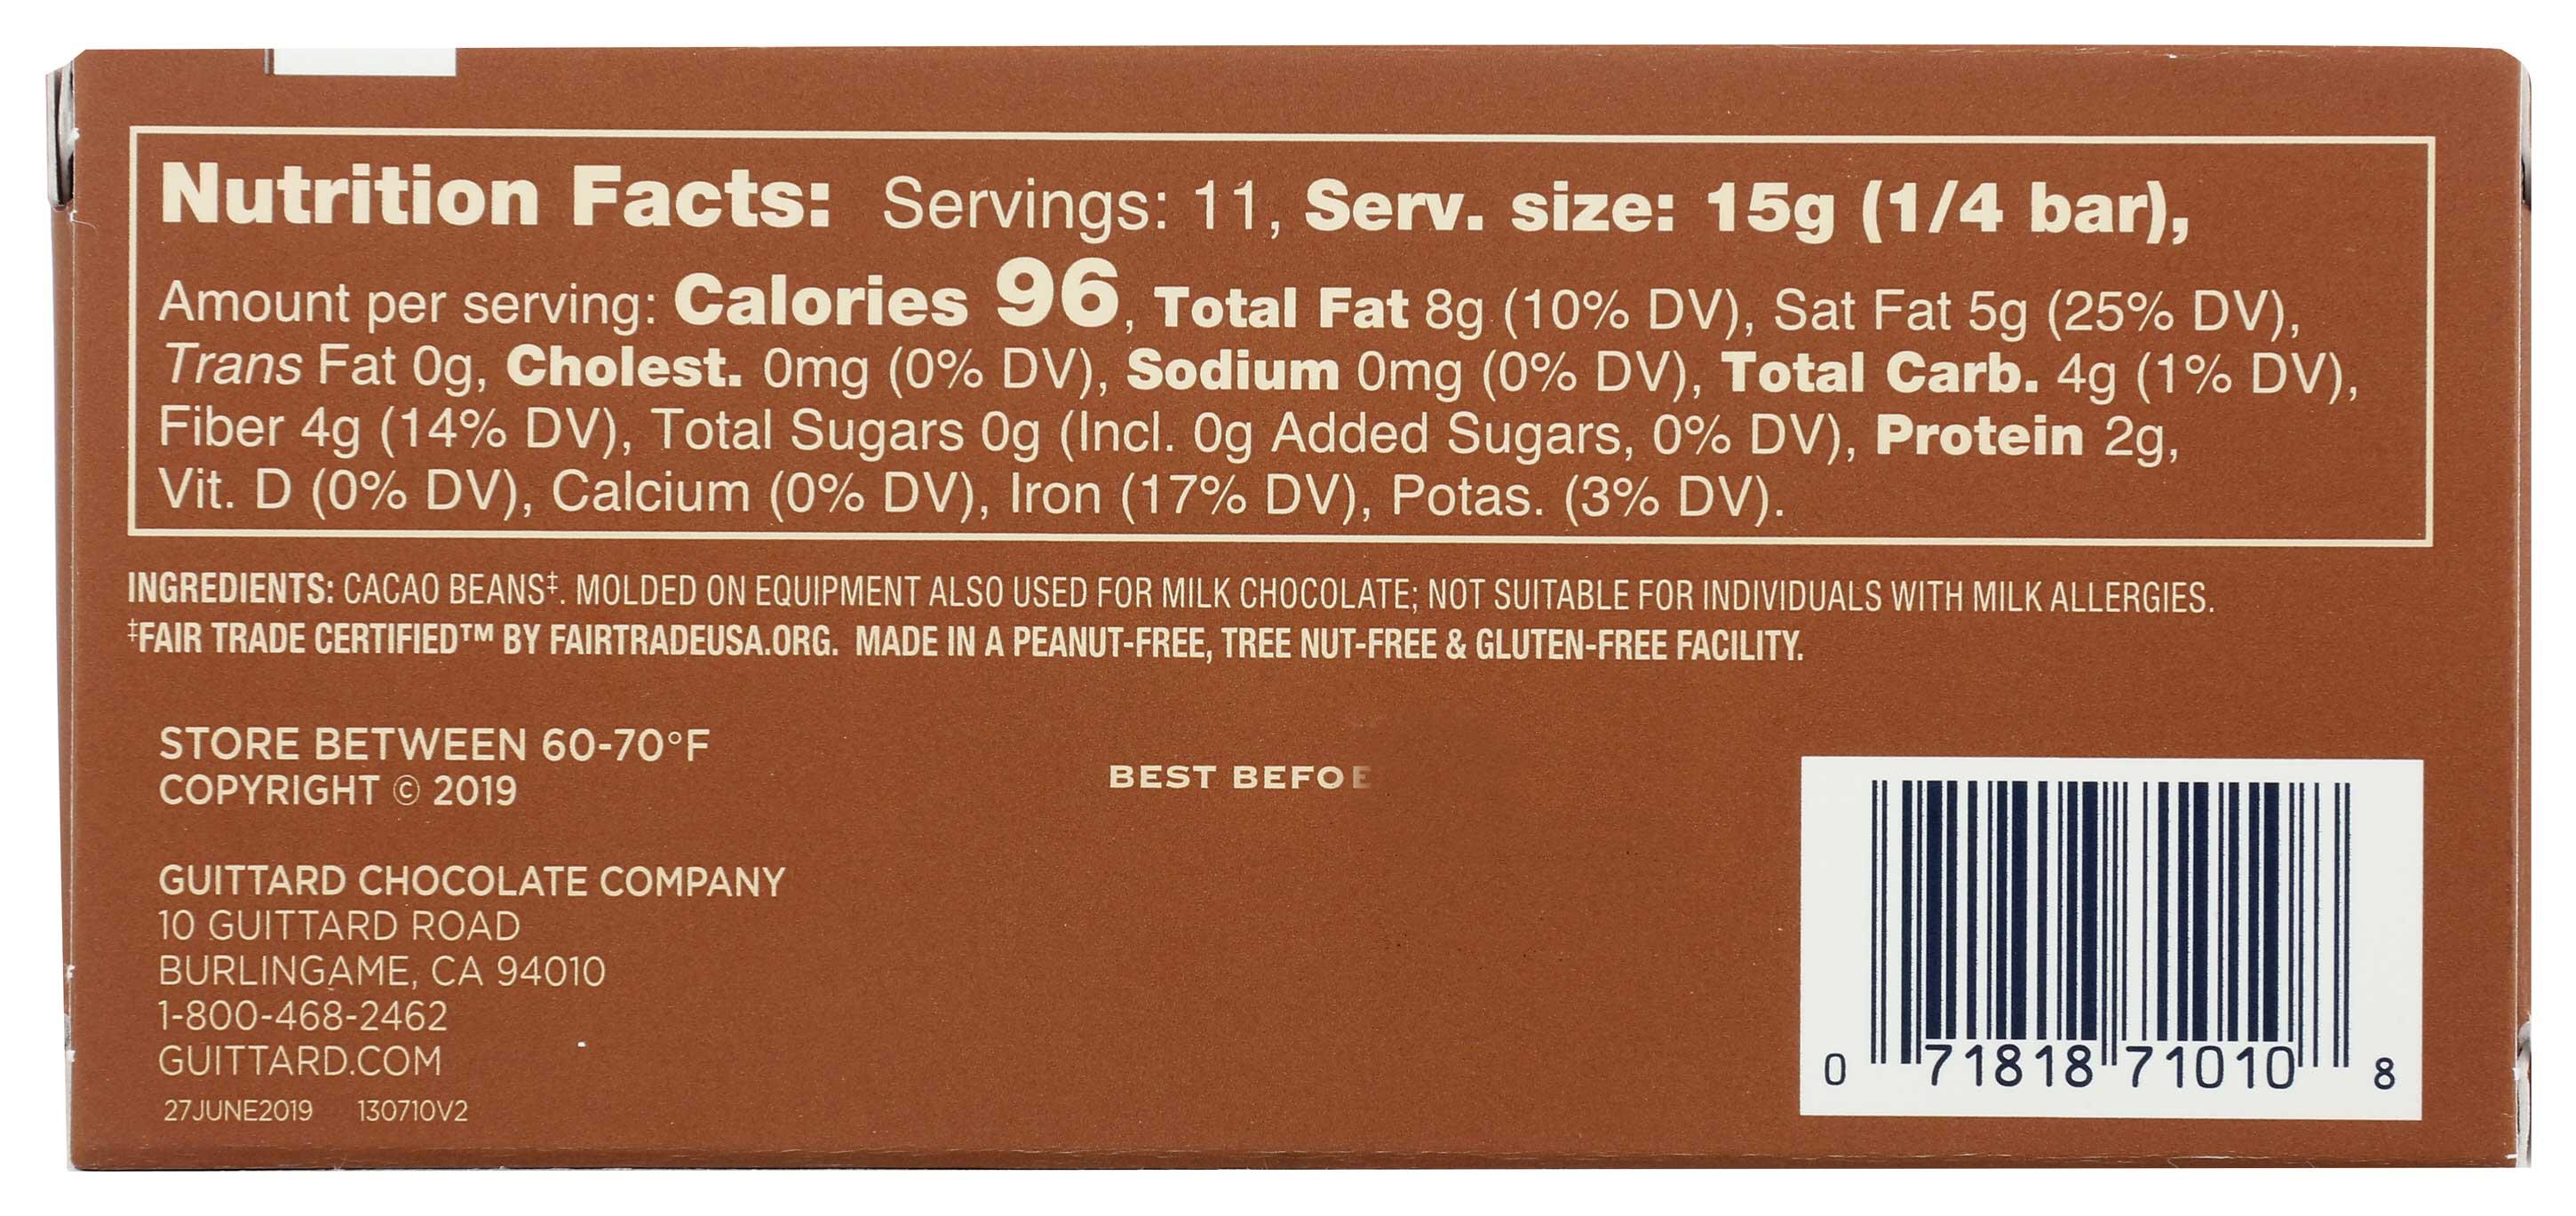 Nutrition Facts: Servings: 11, Serv. size: 15g (1/4 bar),
Amount per serving: Calories 96, Total Fat 8g (10% DV), Sat Fat 5g (25% DV),
Trans Fat 0g, Cholest. 0mg (0% DV), Sodium 0mg (0% DV), Total Carb. 4g (1% DV),
Fiber 4g (14% DV), Total Sugars 0g (Incl. 0g Added Sugars, 0% DV), Protein 2g,
Vit. D (0% DV), Calcium (0% DV), Iron (17% DV), Potas. (3% DV).
INGREDIENTS: CACAO BEANS‡. MOLDED ON EQUIPMENT ALSO USED FOR MILK CHOCOLATE; NOT SUITABLE FOR INDIVIDUALS WITH MILK ALLERGIES.
‡FAIR TRADE CERTIFIED™ BY FAIRTRADEUSA.ORG. MADE IN A PEANUT-FREE, TREE NUT-FREE & GLUTEN-FREE FACILITY.
STORE BETWEEN 60-70°F
COPYRIGHT © 2019
BEST BEFO E
GUITTARD CHOCOLATE COMPANY
10 GUITTARD ROAD
BURLINGAME, CA 94010
1-800-468-2462
GUITTARD.COM
27JUNE2019 130710V2
0 71818 71010 8